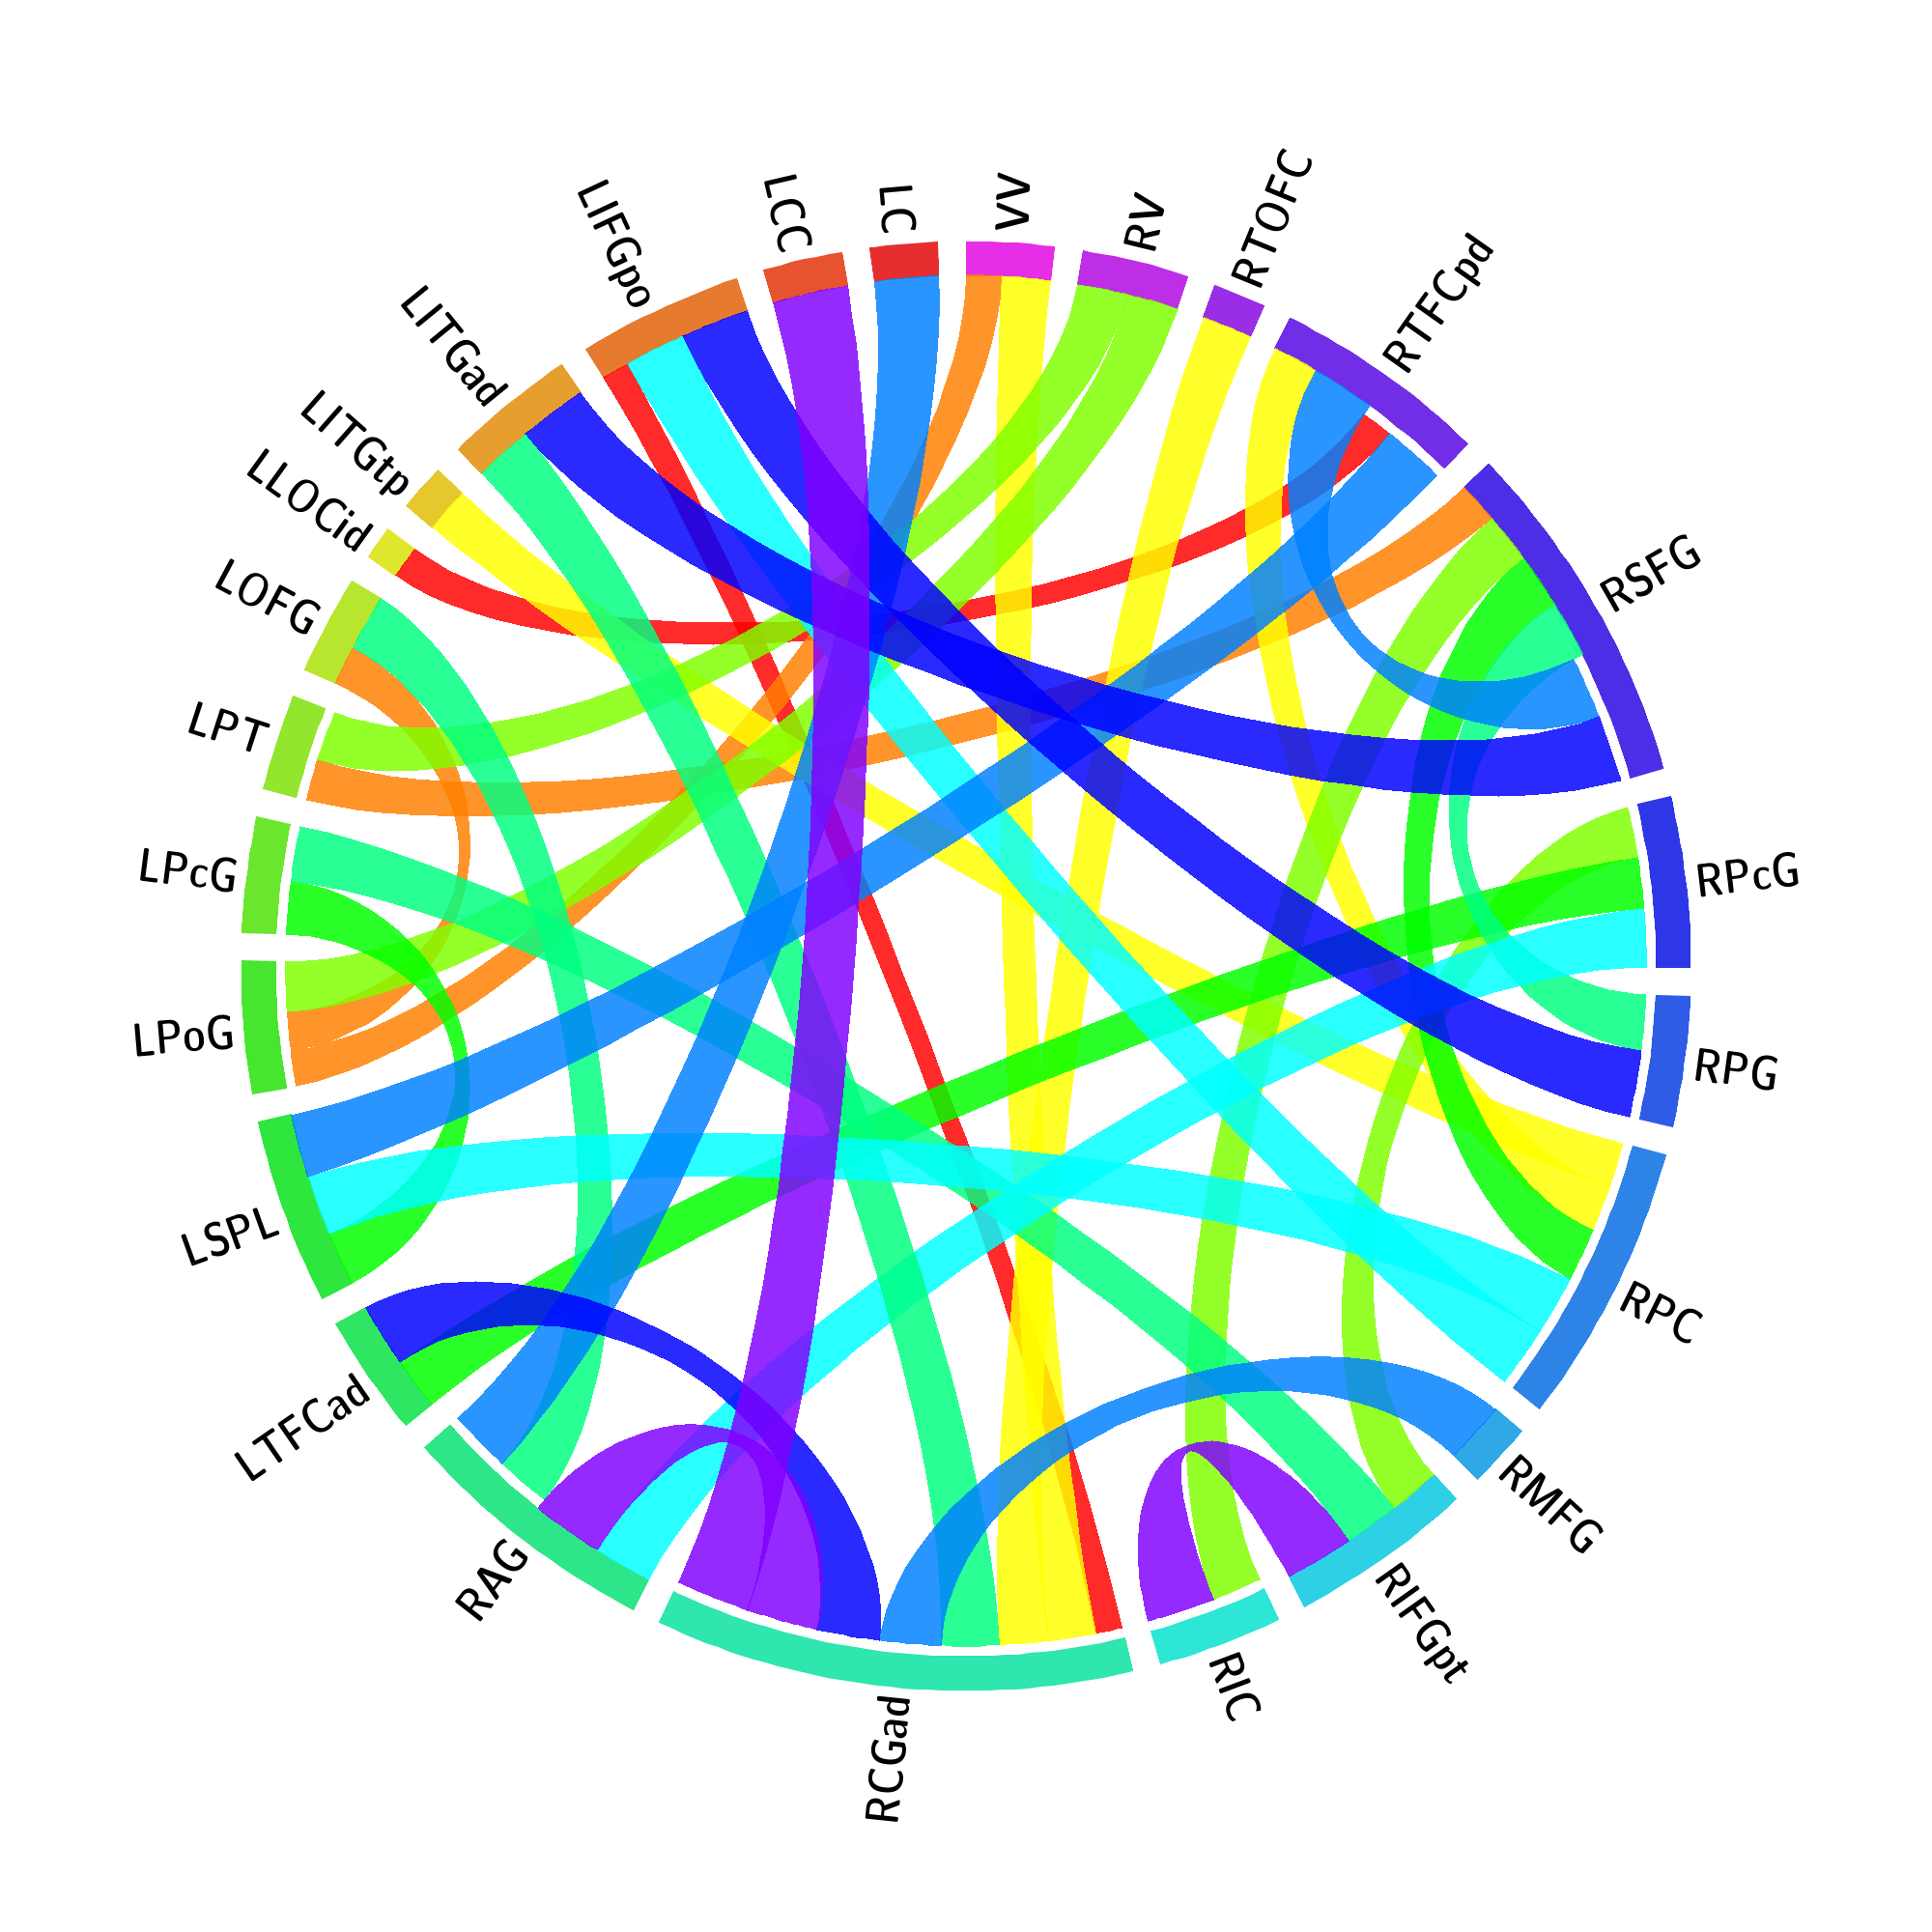 LC
VV
RV
RTOFC
RTFCpd
RSFG
RPcG
RPG
RPC
RMFG
RIFGpt
RIC
RCGad
RAG
LTFCad
LSPL
LPoG
LPcG
LPT
LOFG
LLOCid
LITGtp
LITGad
LIFGpo
LCC